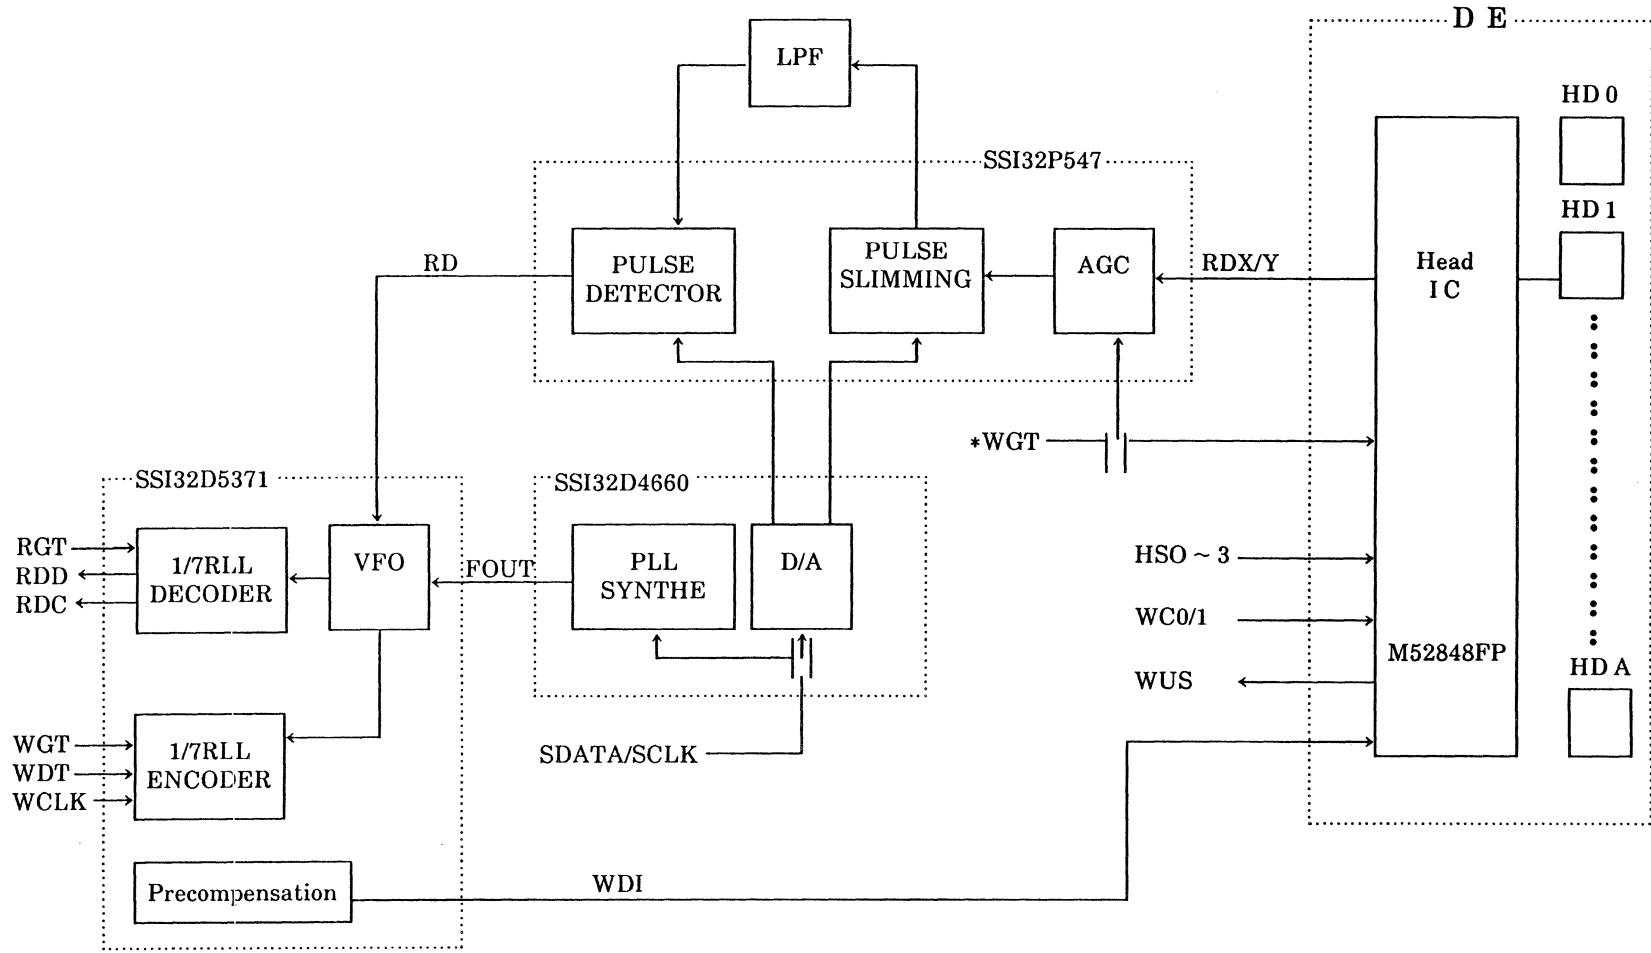 D E
LPF
HD 0
SSI32P547
HD 1
RD
PULSE
DETECTOR
PULSE
SLIMMING
AGC
RDX/Y
Head
IC
*WGT
SSI32D5371
SSI32D4660
RGT
RDD
RDC
1/7RLL
DECODER
VFO
FOUT
PLL
SYNTHE
D/A
HSO ~ 3
WC0/1
WUS
M52848FP
HD A
WGT
WDT
WCLK
1/7RLL
ENCODER
SDATA/SCLK
Precompensation
WDI